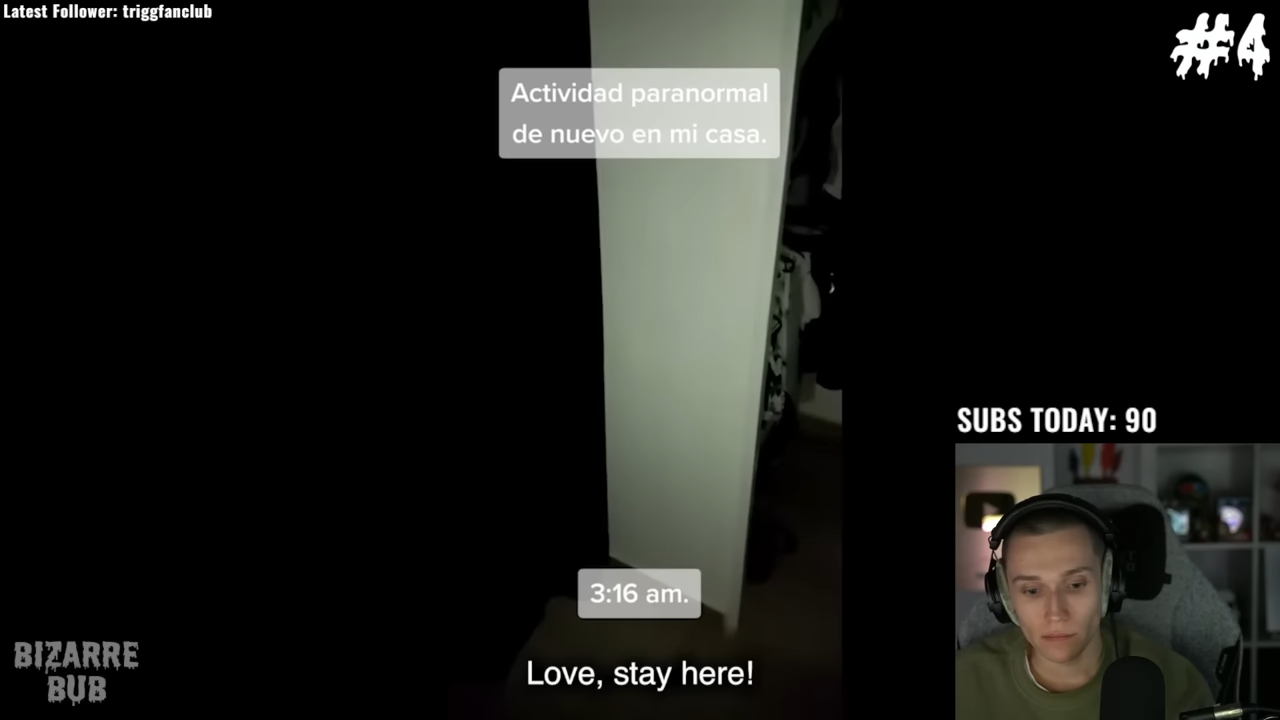 Latest Follower: triggfanclub
#4
Actividad paranormal
de nuevo en mi casa.
SUBS TODAY: 90
3:16 am.
Love, stay here!
BIZARRE
BUB